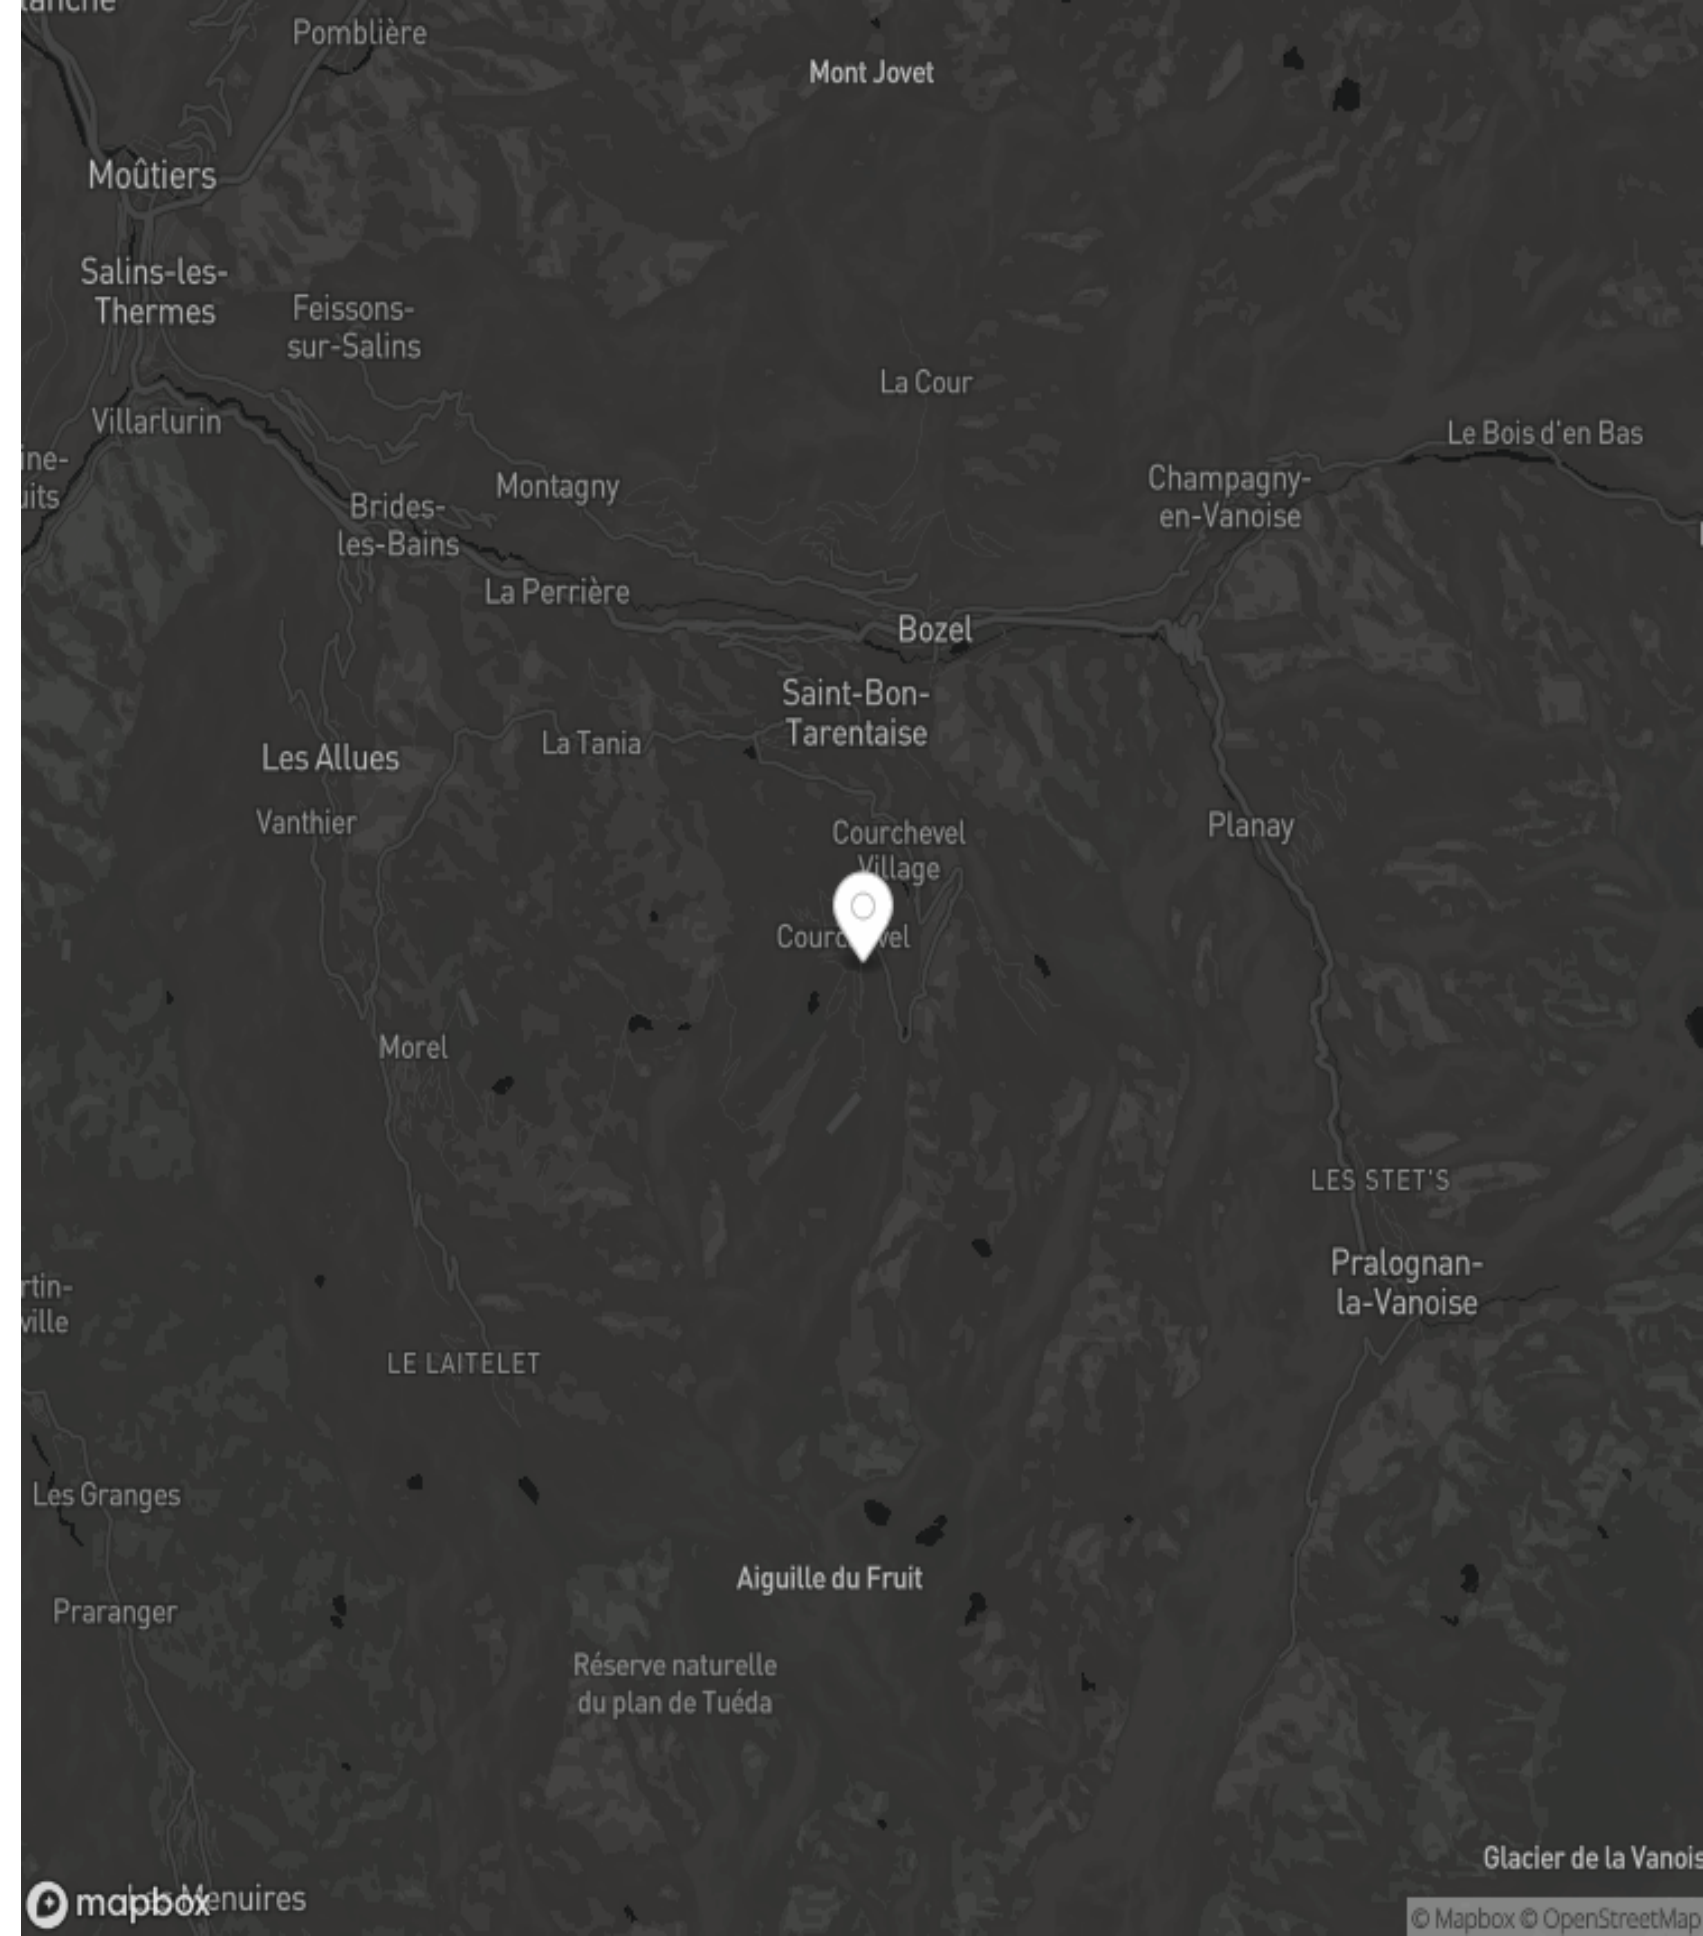 Pomblière
Mont Jovet
Moûtiers
Salins-les-
Thermes
Feissons-
sur-Salins
La Cour
Villarlurin
Le Bois d'en Bas
Montagny
Champagny-
en-Vanoise
Brides-
les-Bains
La Perrière
Bozel
Saint-Bon-
Tarentaise
La Tania
Les Allues
Vanthier
Courchevel
Village
Planay
Courchevel
Morel
LES STET'S
Pralognan-
la-Vanoise
LE LAITELET
Les Granges
Aiguille du Fruit
Praranger
Réserve naturelle
du plan de Tuéda
Glacier de la Vanois
Les Menuires
mapbox
© Mapbox © OpenStreetMap